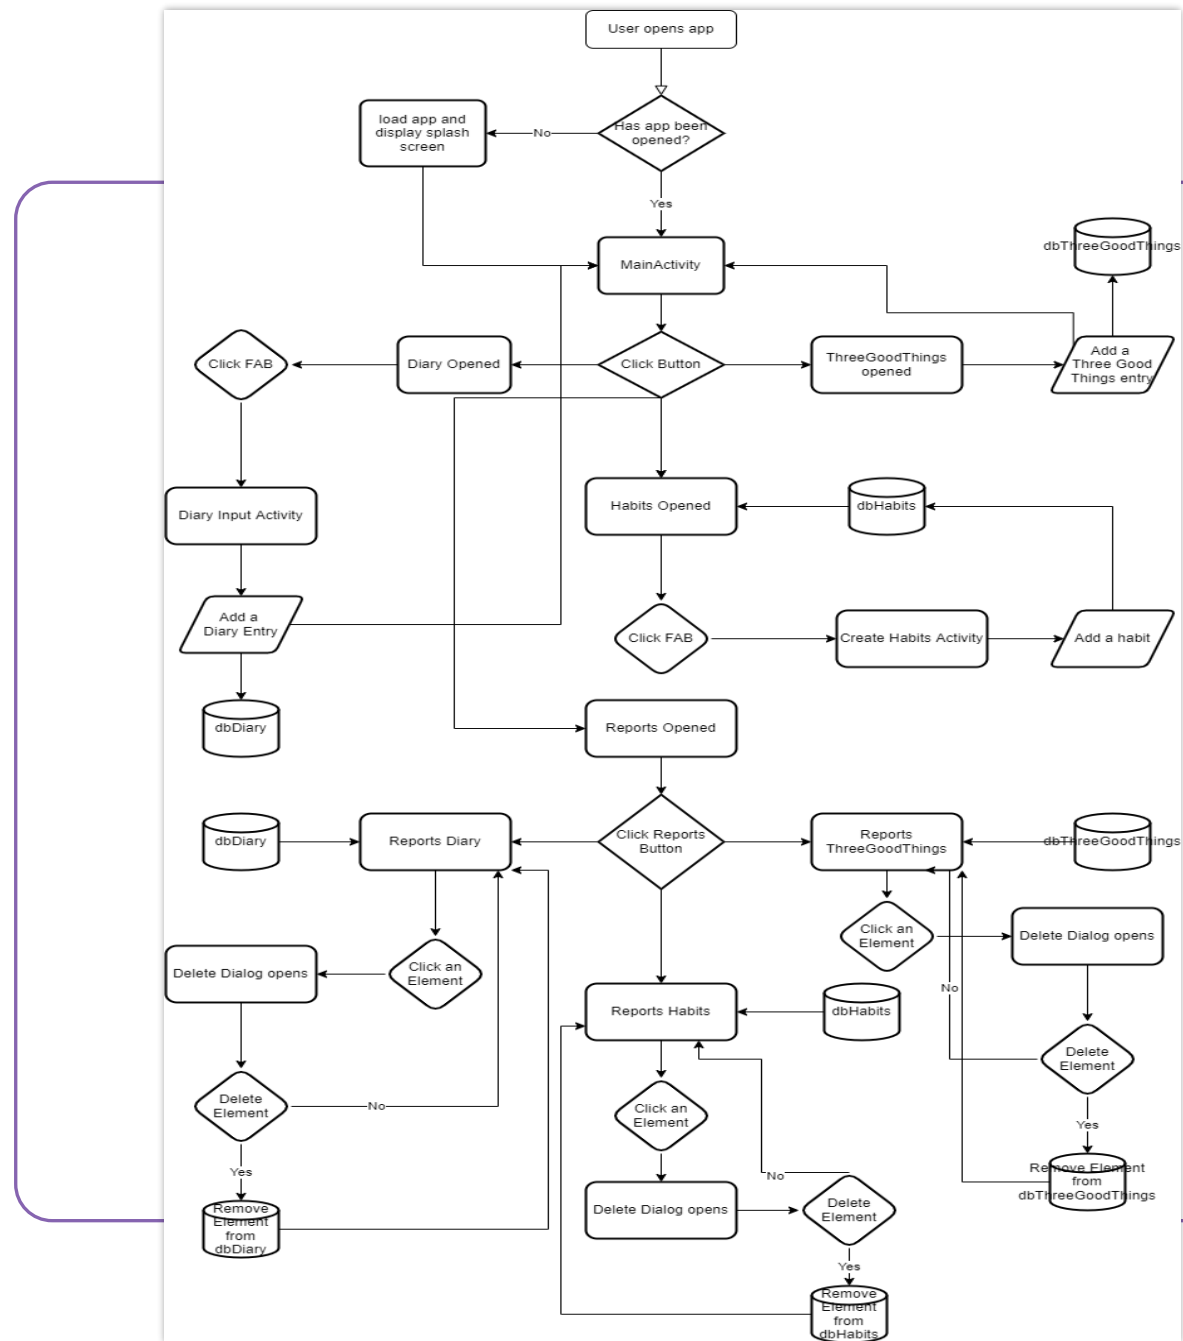 User opens app
load app and
display splash
screen
No
Has app been
opened?
Yes
dbThreeGoodThings
MainActivity
Click FAB
Diary Opened
Click Button
ThreeGoodThings
opened
Add a
Three Good
Things entry
Diary Input Activity
Habits Opened
dbHabits
Add a
Diary Entry
Click FAB
Create Habits Activity
Add a habit
dbDiary
Reports Opened
dbDiary
Reports Diary
Click Reports
Button
Reports
ThreeGoodThings
dbThreeGoodThings
Click an
Element
Delete Dialog opens
Delete Dialog opens
Click an
Element
No
Reports Habits
dbHabits
Delete
Element
Delete
Element
No
Click an
Element
Yes
Yes
No
Remove Element
from
dbThreeGoodThings
Delete Dialog opens
Delete
Element
Remove
Element
from
dbDiary
Yes
Remove
Element
from
dbHabits